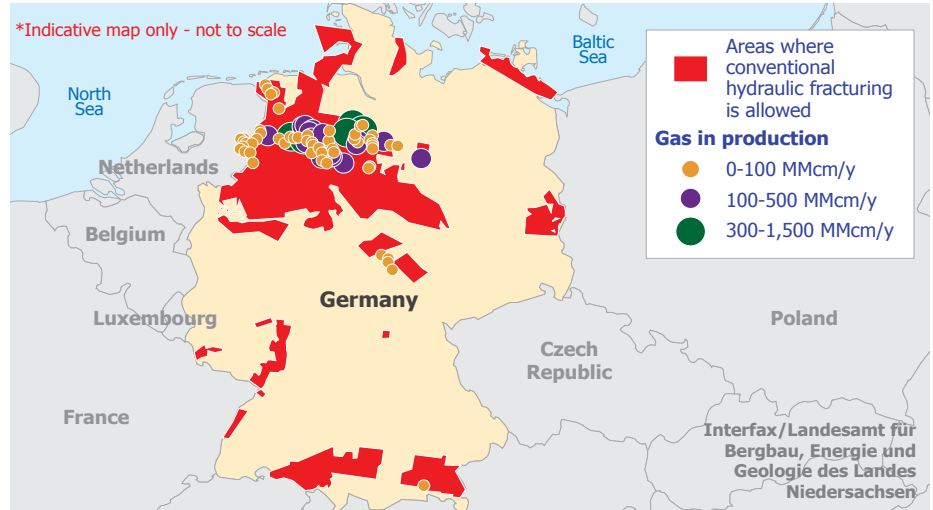 *Indicative map only - not to scale
Baltic
Sea
North
Sea
Netherlands
Belgium
Luxembourg
Germany
France
Czech
Republic
Poland
Areas where
conventional
hydraulic fracturing
is allowed
Gas in production
0-100 MMcm/y
100-500 MMcm/y
300-1,500 MMcm/y
Interfax/Landesamt für
Bergbau, Energie und
Geologie des Landes
Niedersachsen